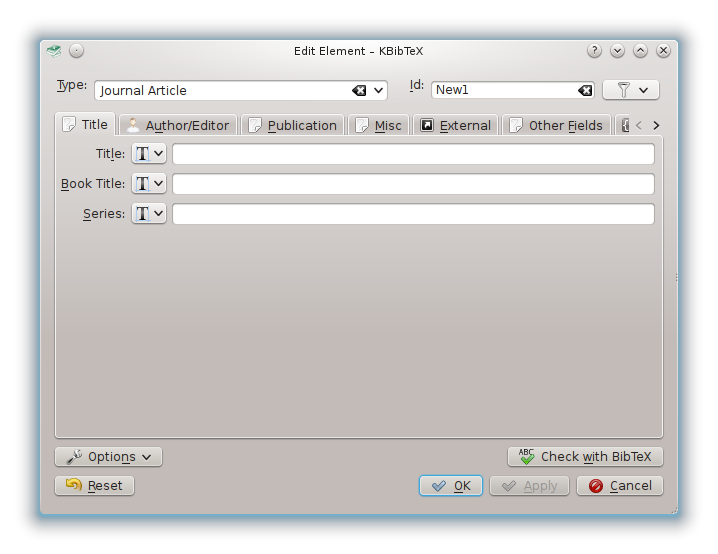 Edit Element – KBibTeX
Type: Journal Article Id: New1
Title Author/Editor Publication Misc External Other Fields
Title:
Book Title:
Series:
Options ABC Check with BibTeX
Reset OK Apply Cancel